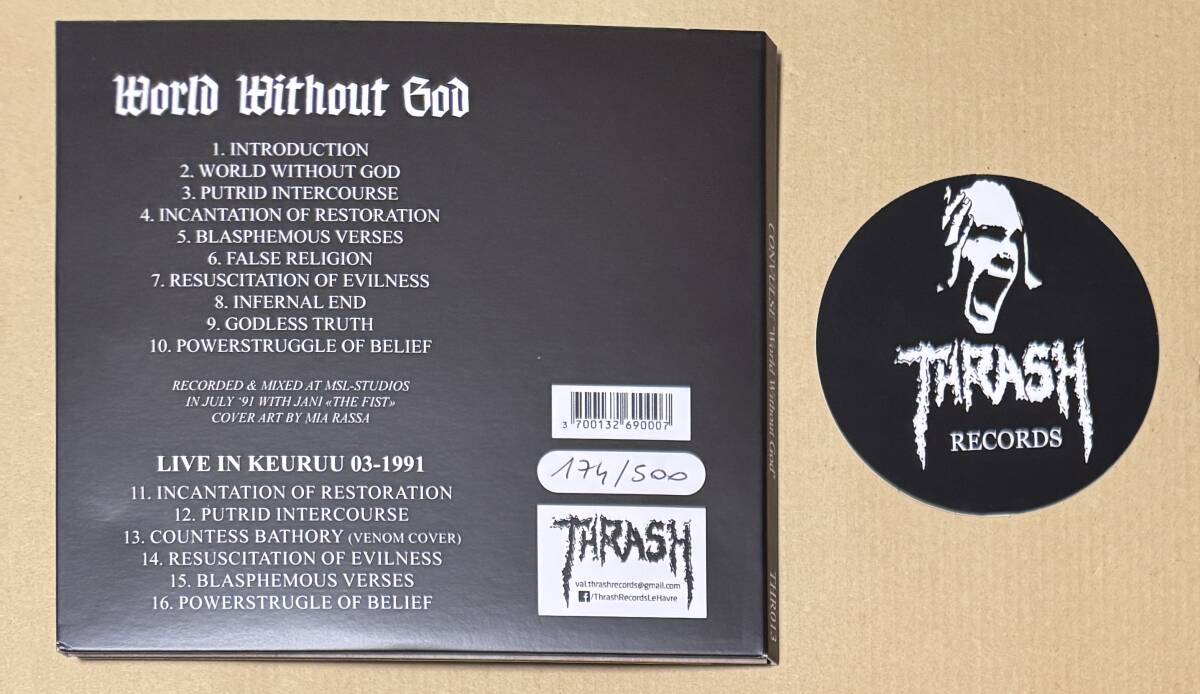 World Without God
1. INTRODUCTION
2. WORLD WITHOUT GOD
3. PUTRID INTERCOURSE
4. INCANTATION OF RESTORATION
5. BLASPHEMOUS VERSES
6. FALSE RELIGION
7. RESUSCITATION OF EVILNESS
8. INFERNAL END
9. GODLESS TRUTH
10. POWERSTRUGGLE OF BELIEF
RECORDED & MIXED AT MSL-STUDIOS
IN JULY '91 WITH JANI «THE FIST»
COVER ART BY MIA RASSA
LIVE IN KEURUU 03-1991
11. INCANTATION OF RESTORATION
12. PUTRID INTERCOURSE
13. COUNTESS BATHORY (VENOM COVER)
14. RESUSCITATION OF EVILNESS
15. BLASPHEMOUS VERSES
16. POWERSTRUGLE OF BELIEF
3 700132 690007
174/500
THRASH
val.thrashrecords@gmail.com
f/ThrashRecordsLeHavre
CONVULSE "World Without God"
THR013
THRASH
RECORDS